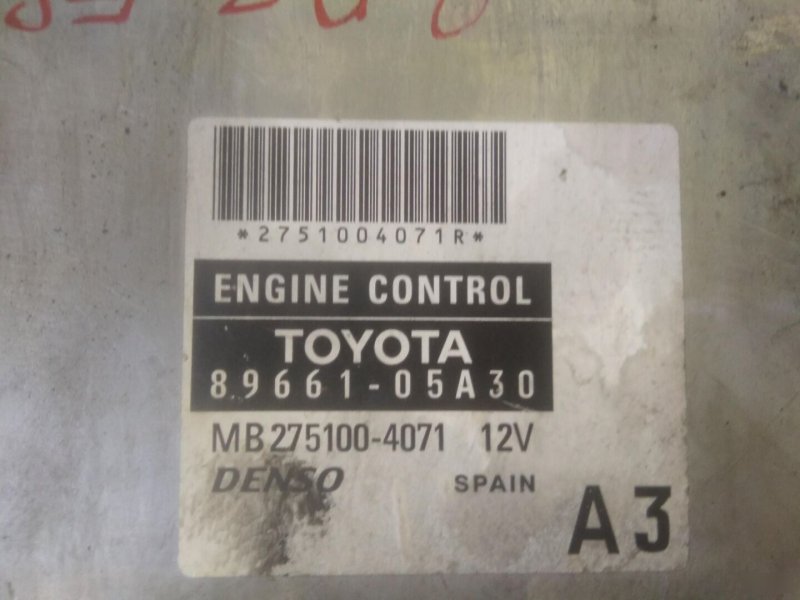 *2751004071R*
ENGINE CONTROL
TOYOTA
89661-05A30
MB275100-4071 12V
DENSO SPAIN
A3